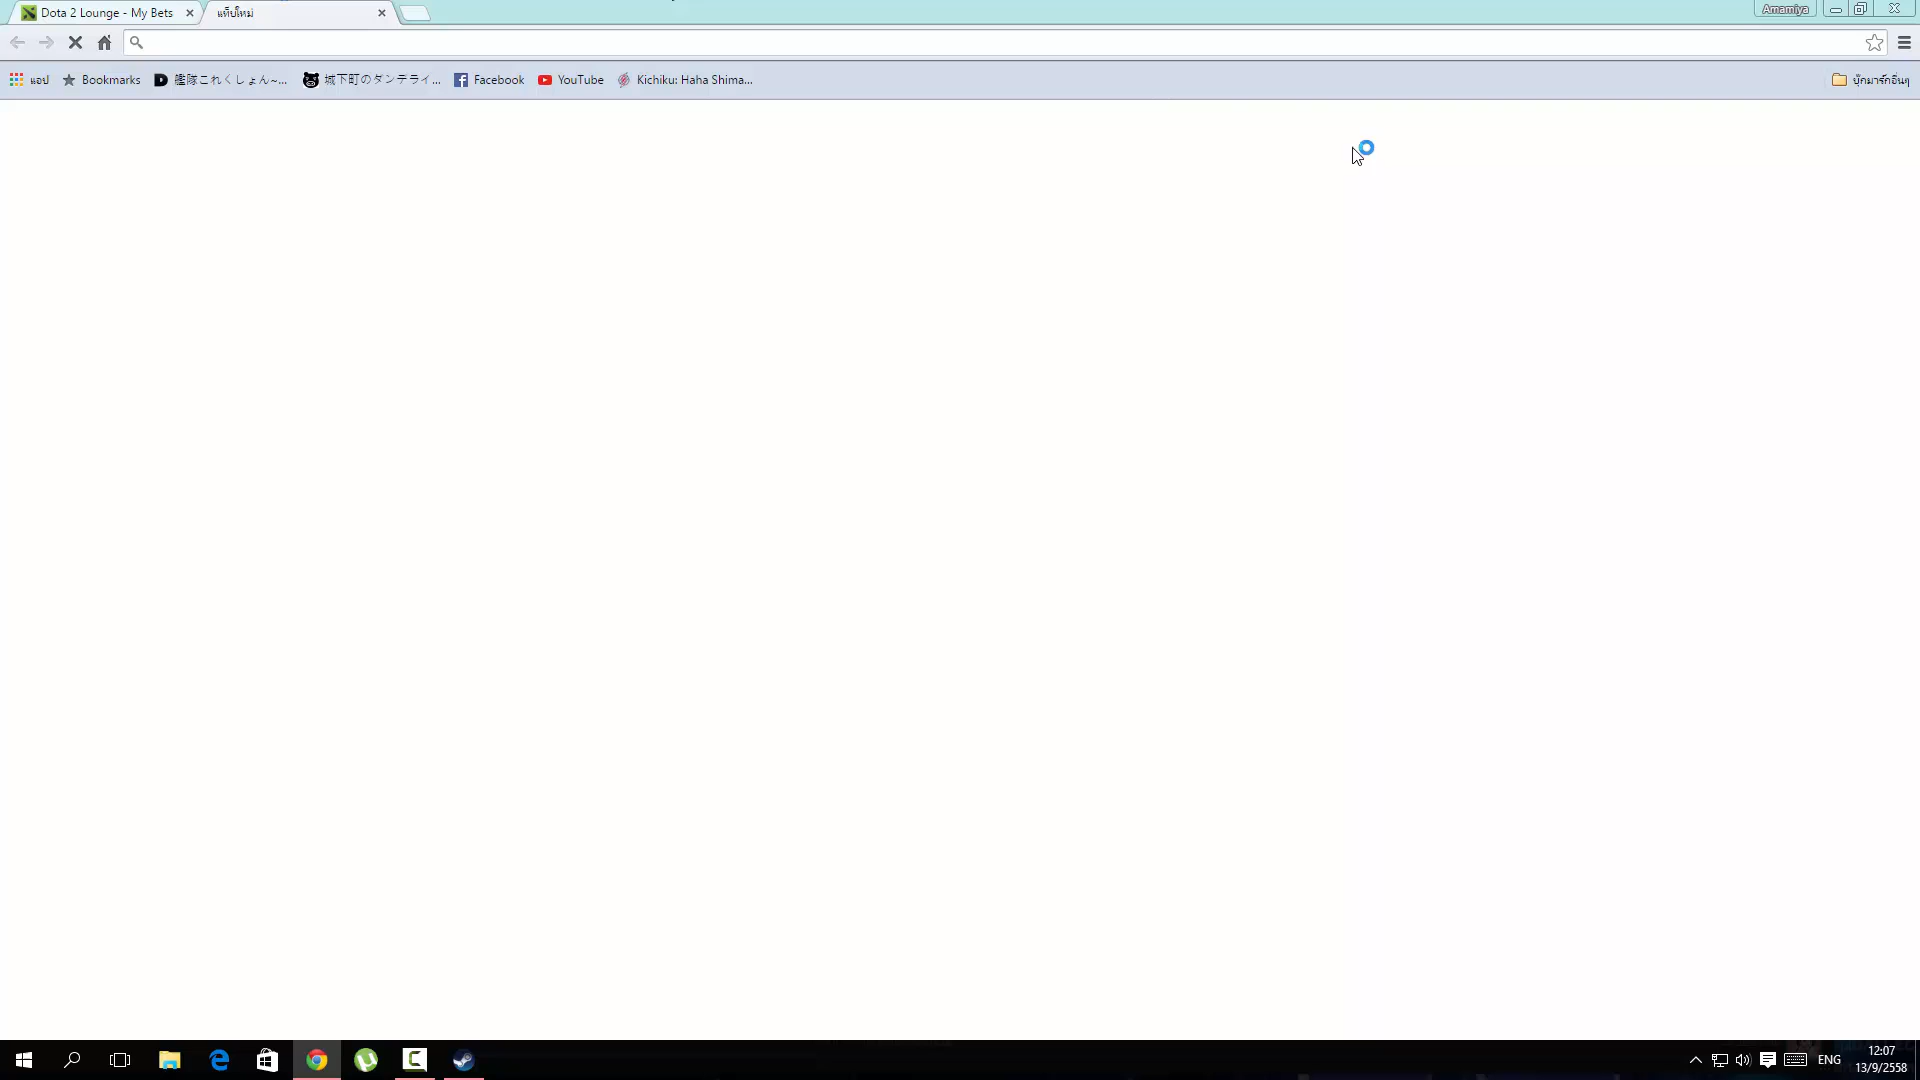 Dota 2 Lounge - My Bets
แท็บใหม่
Amamiya
แอป
Bookmarks
艦隊これくしょん~...
城下町のダンデライ...
Facebook
YouTube
Kichiku: Haha Shima...
บุ๊กมาร์กอื่นๆ
ENG
12:07
13/9/2558